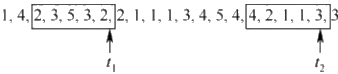 1, 4, 2, 3, 5, 3, 2, 2, 1, 1, 1, 3, 4, 5, 4, 4, 2, 1, 1, 3, 3
t₁ t₂